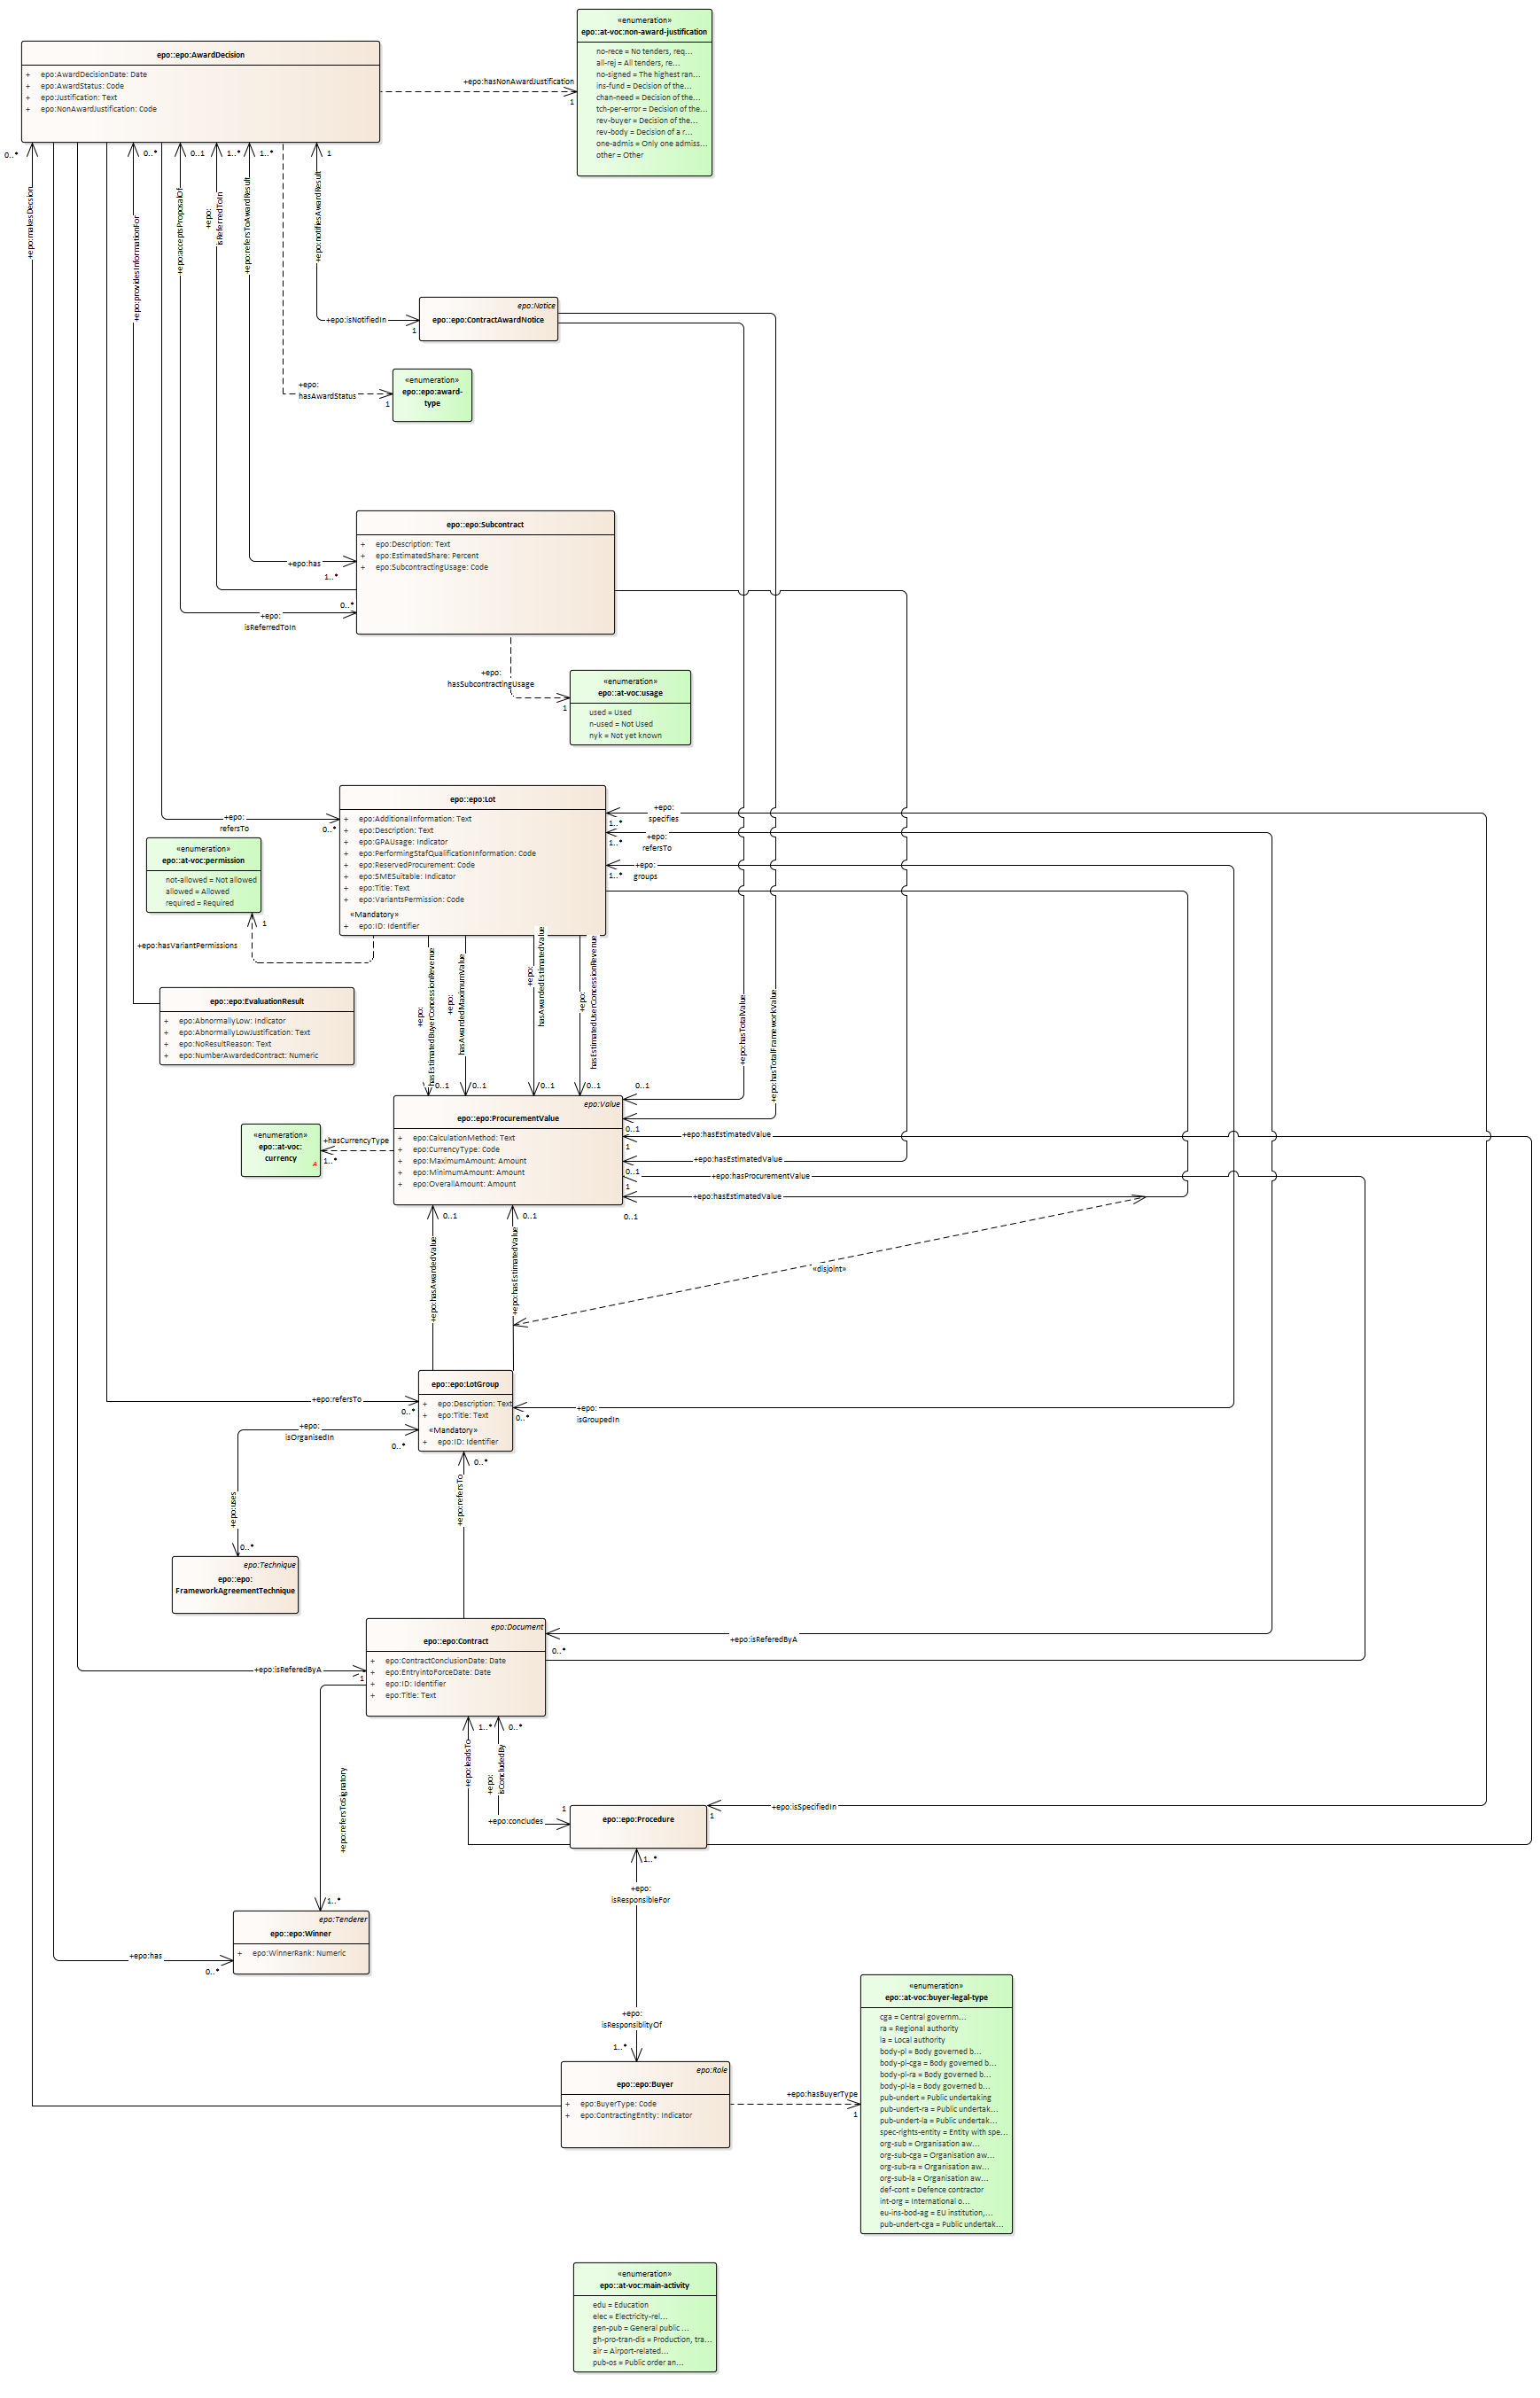 «enumeration»
epo::at-voc:non-award-justification
no-rece = No tenders, req...
all-rej = All tenders, re...
no-signed = The highest ran...
ins-fund = Decision of the...
chan-need = Decision of the...
tch-per-error = Decision of the...
rev-buyer = Decision of the...
rev-body = Decision of a r...
one-admis = Only one admiss...
other = Other
epo::epo:AwardDecision
+ epo:AwardDecisionDate: Date
+ epo:AwardStatus: Code
+ epo:Justification: Text
+ epo:NonAwardJustification: Code
+epo:hasNonAwardJustification
1
0..*
0..*
0..1
1..*
1..*
1
+epo:makesDecsion
+epo:providesInformationFor
+epo:acceptsProposalOf
+epo:
isReferredToIn
+epo:refersToAwardResult
+epo:notifiesAwardResult
epo:Notice
epo::epo:ContractAwardNotice
+epo:isNotifiedIn
1
«enumeration»
epo::epo:award-
type
+epo:
hasAwardStatus
1
epo::epo:Subcontract
+ epo:Description: Text
+ epo:EstimatedShare: Percent
+ epo:SubcontractingUsage: Code
+epo:has
1..*
0..*
+epo:
isReferredToIn
+epo:
hasSubcontractingUsage
1
«enumeration»
epo::at-voc:usage
used = Used
n-used = Not Used
nyk = Not yet known
epo::epo:Lot
+ epo:AdditionalInformation: Text
+ epo:Description: Text
+ epo:GPAUsage: Indicator
+ epo:PerformingStafQualificationInformation: Code
+ epo:ReservedProcurement: Code
+ epo:SMESuitable: Indicator
+ epo:Title: Text
+ epo:VariantsPermission: Code
«Mandatory»
+ epo:ID: Identifier
+epo:
refersTo
0..*
+epo:
specifies
1..*
+epo:
refersTo
1..*
+epo:
groups
1..*
«enumeration»
epo::at-voc:permission
not-allowed = Not allowed
allowed = Allowed
required = Required
1
+epo:hasVariantPermissions
epo::epo:EvaluationResult
+ epo:AbnormallyLow: Indicator
+ epo:AbnormallyLowJustification: Text
+ epo:NoResultReason: Text
+ epo:NumberAwardedContract: Numeric
+epo:
hasEstimatedBuyerConcessionRevenue
+epo:
hasAwardedMaximumValue
+epo:
hasAwardedEstimatedValue
+epo:
hasEstimatedUserConcessionRevenue
+epo:hasTotalValue
+epo:hasTotalFrameworkValue
0..1
0..1
0..1
0..1
0..1
epo:Value
epo::epo:ProcurementValue
+ epo:CalculationMethod: Text
+ epo:CurrencyType: Code
+ epo:MaximumAmount: Amount
+ epo:MinimumAmount: Amount
+ epo:OverallAmount: Amount
«enumeration»
epo::at-voc:
currency
+hasCurrencyType
1..*
0..1
+epo:hasEstimatedValue
1
+epo:hasEstimatedValue
0..1
+epo:hasProcurementValue
1
+epo:hasEstimatedValue
0..1
0..1
0..1
+epo:hasAwardedValue
+epo:hasEstimatedValue
«disjoint»
epo::epo:LotGroup
+ epo:Description: Text
+ epo:Title: Text
«Mandatory»
+ epo:ID: Identifier
+epo:refersTo
0..*
+epo:
isOrganisedIn
0..*
0..*
+epo:
isGroupedIn
0..*
+epo:refersTo
+epo:uses
0..*
epo:Technique
epo::epo:
FrameworkAgreementTechnique
epo:Document
epo::epo:Contract
+ epo:ContractConclusionDate: Date
+ epo:EntryintoForceDate: Date
+ epo:ID: Identifier
+ epo:Title: Text
+epo:isReferedByA
0..*
+epo:isReferedByA
1
1..*
0..*
+epo:leadsTo
+epo:
isConcludedBy
+epo:refersToSignatory
1
+epo:concludes
epo::epo:Procedure
+epo:isSpecifiedIn
1
1..*
+epo:
isResponsibleFor
1..*
epo:Tenderer
epo::epo:Winner
+ epo:WinnerRank: Numeric
+epo:has
0..*
+epo:
isResponsiblityOf
1..*
epo:Role
epo::epo:Buyer
+ epo:BuyerType: Code
+ epo:ContractingEntity: Indicator
+epo:hasBuyerType
1
«enumeration»
epo::at-voc:buyer-legal-type
cga = Central governm...
ra = Regional authority
la = Local authority
body-pl = Body governed b...
body-pl-cga = Body governed b...
body-pl-ra = Body governed b...
body-pl-la = Body governed b...
pub-undert = Public undertaking
pub-undert-ra = Public undertak...
pub-undert-la = Public undertak...
spec-rights-entity = Entity with spe...
org-sub = Organisation aw...
org-sub-cga = Organisation aw...
org-sub-ra = Organisation aw...
org-sub-la = Organisation aw...
def-cont = Defence contractor
int-org = International o...
eu-ins-bod-ag = EU institution,...
pub-undert-cga = Public undertak...
«enumeration»
epo::at-voc:main-activity
edu = Education
elec = Electricity-rel...
gen-pub = General public ...
gh-pro-tran-dis = Production, tra...
air = Airport-related...
pub-os = Public order an...